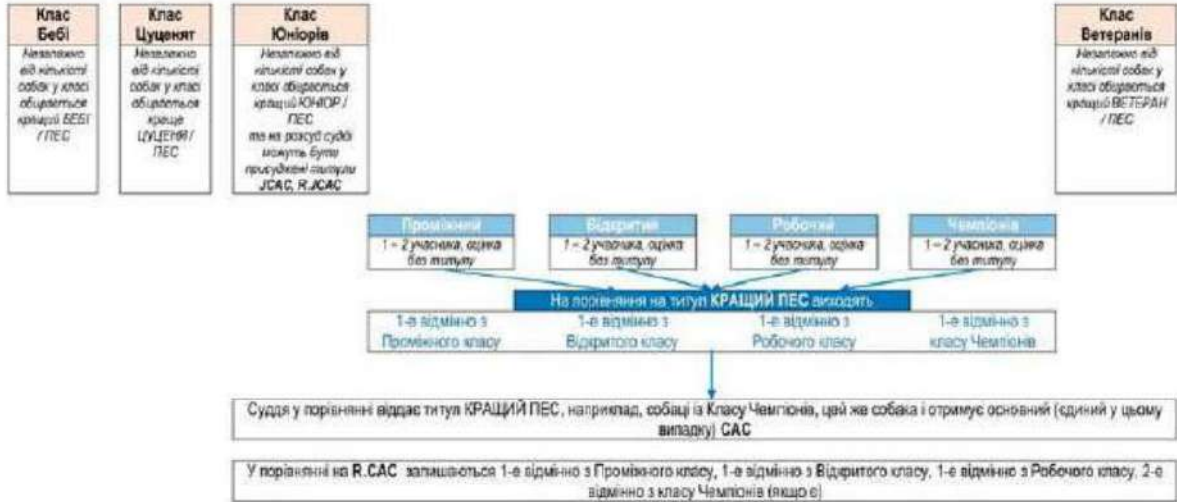 Клас
Бебі
Незалежно
від кількості
собак у класі
обирається
кращий БЕБІ
/ ПЕС
Клас
Цуценят
Незалежно
від кількості
собак у класі
обирається
краще
ЦУЦЕНЯ /
ПЕС
Клас
Юніорів
Незалежно від
кількості собак у
класі обирається
кращий ЮНІОР /
ПЕС
та на розсуд судді
можуть бути
присуджені титули
JCAC, R.JCAC
Клас
Ветеранів
Незалежно від
кількості собак у
класі обирається
кращий ВЕТЕРАН
/ ПЕС
Проміжний
1 – 2 учасника, оцінка
без титулу
Відкритий
1 – 2 учасника, оцінка
без титулу
Робочий
1 – 2 учасника, оцінка
без титулу
Чемпіонів
1 – 2 учасника, оцінка
без титулу
На порівняння на титул КРАЩИЙ ПЕС виходять
1-е відмінно з
Проміжного класу
1-е відмінно з
Відкритого класу
1-е відмінно з
Робочого класу
1-е відмінно з
класу Чемпіонів
Суддя у порівнянні віддає титул КРАЩИЙ ПЕС, наприклад, собаці із Класу Чемпіонів, цей же собака і отримує основний (єдиний у цьому
випадку) CAC
У порівнянні на R.CAC залишаються 1-е відмінно з Проміжного класу, 1-е відмінно з Відкритого класу, 1-е відмінно з Робочого класу, 2-е
відмінно з класу Чемпіонів (якщо є)